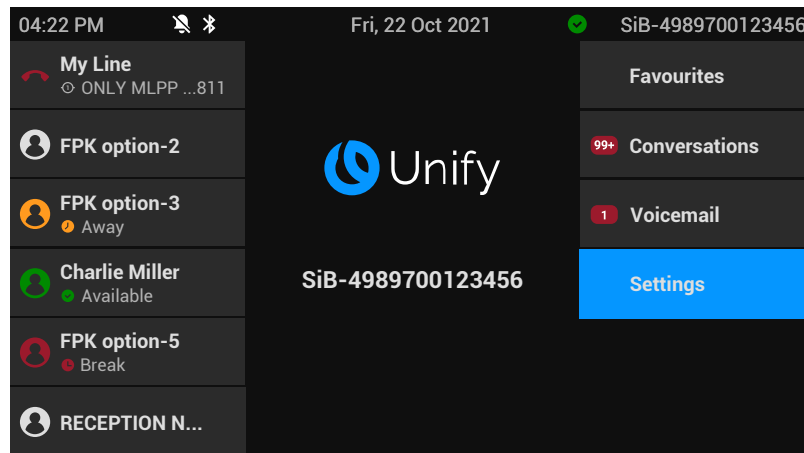 04:22 PM
Fri, 22 Oct 2021
SiB-4989700123456
My Line
ONLY MLPP ...811
FPK option-2
FPK option-3
Away
Charlie Miller
Available
FPK option-5
Break
RECEPTION N...
Unify
SiB-4989700123456
Favourites
99+ Conversations
1 Voicemail
Settings